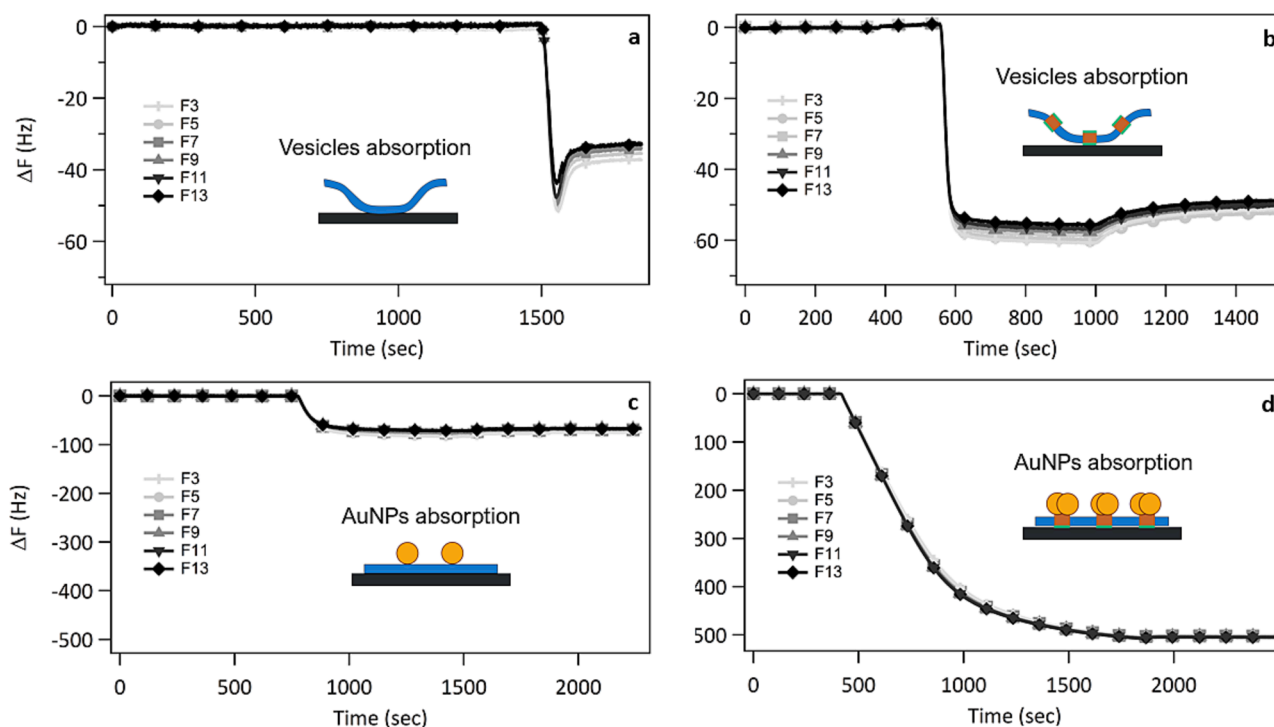 a
0
-20
-40
-60
ΔF (Hz)
F3
F5
F7
F9
F11
F13
Vesicles absorption
0
500
1000
1500
Time (sec)
b
0
-20
-40
-60
F3
F5
F7
F9
F11
F13
Vesicles absorption
0
200
400
600
800
1000
1200
1400
Time (sec)
c
0
-100
-200
-300
-400
-500
ΔF (Hz)
F3
F5
F7
F9
F11
F13
AuNPs absorption
0
500
1000
1500
2000
Time (sec)
d
0
100
200
300
400
500
F3
F5
F7
F9
F11
F13
AuNPs absorption
0
500
1000
1500
2000
Time (sec)